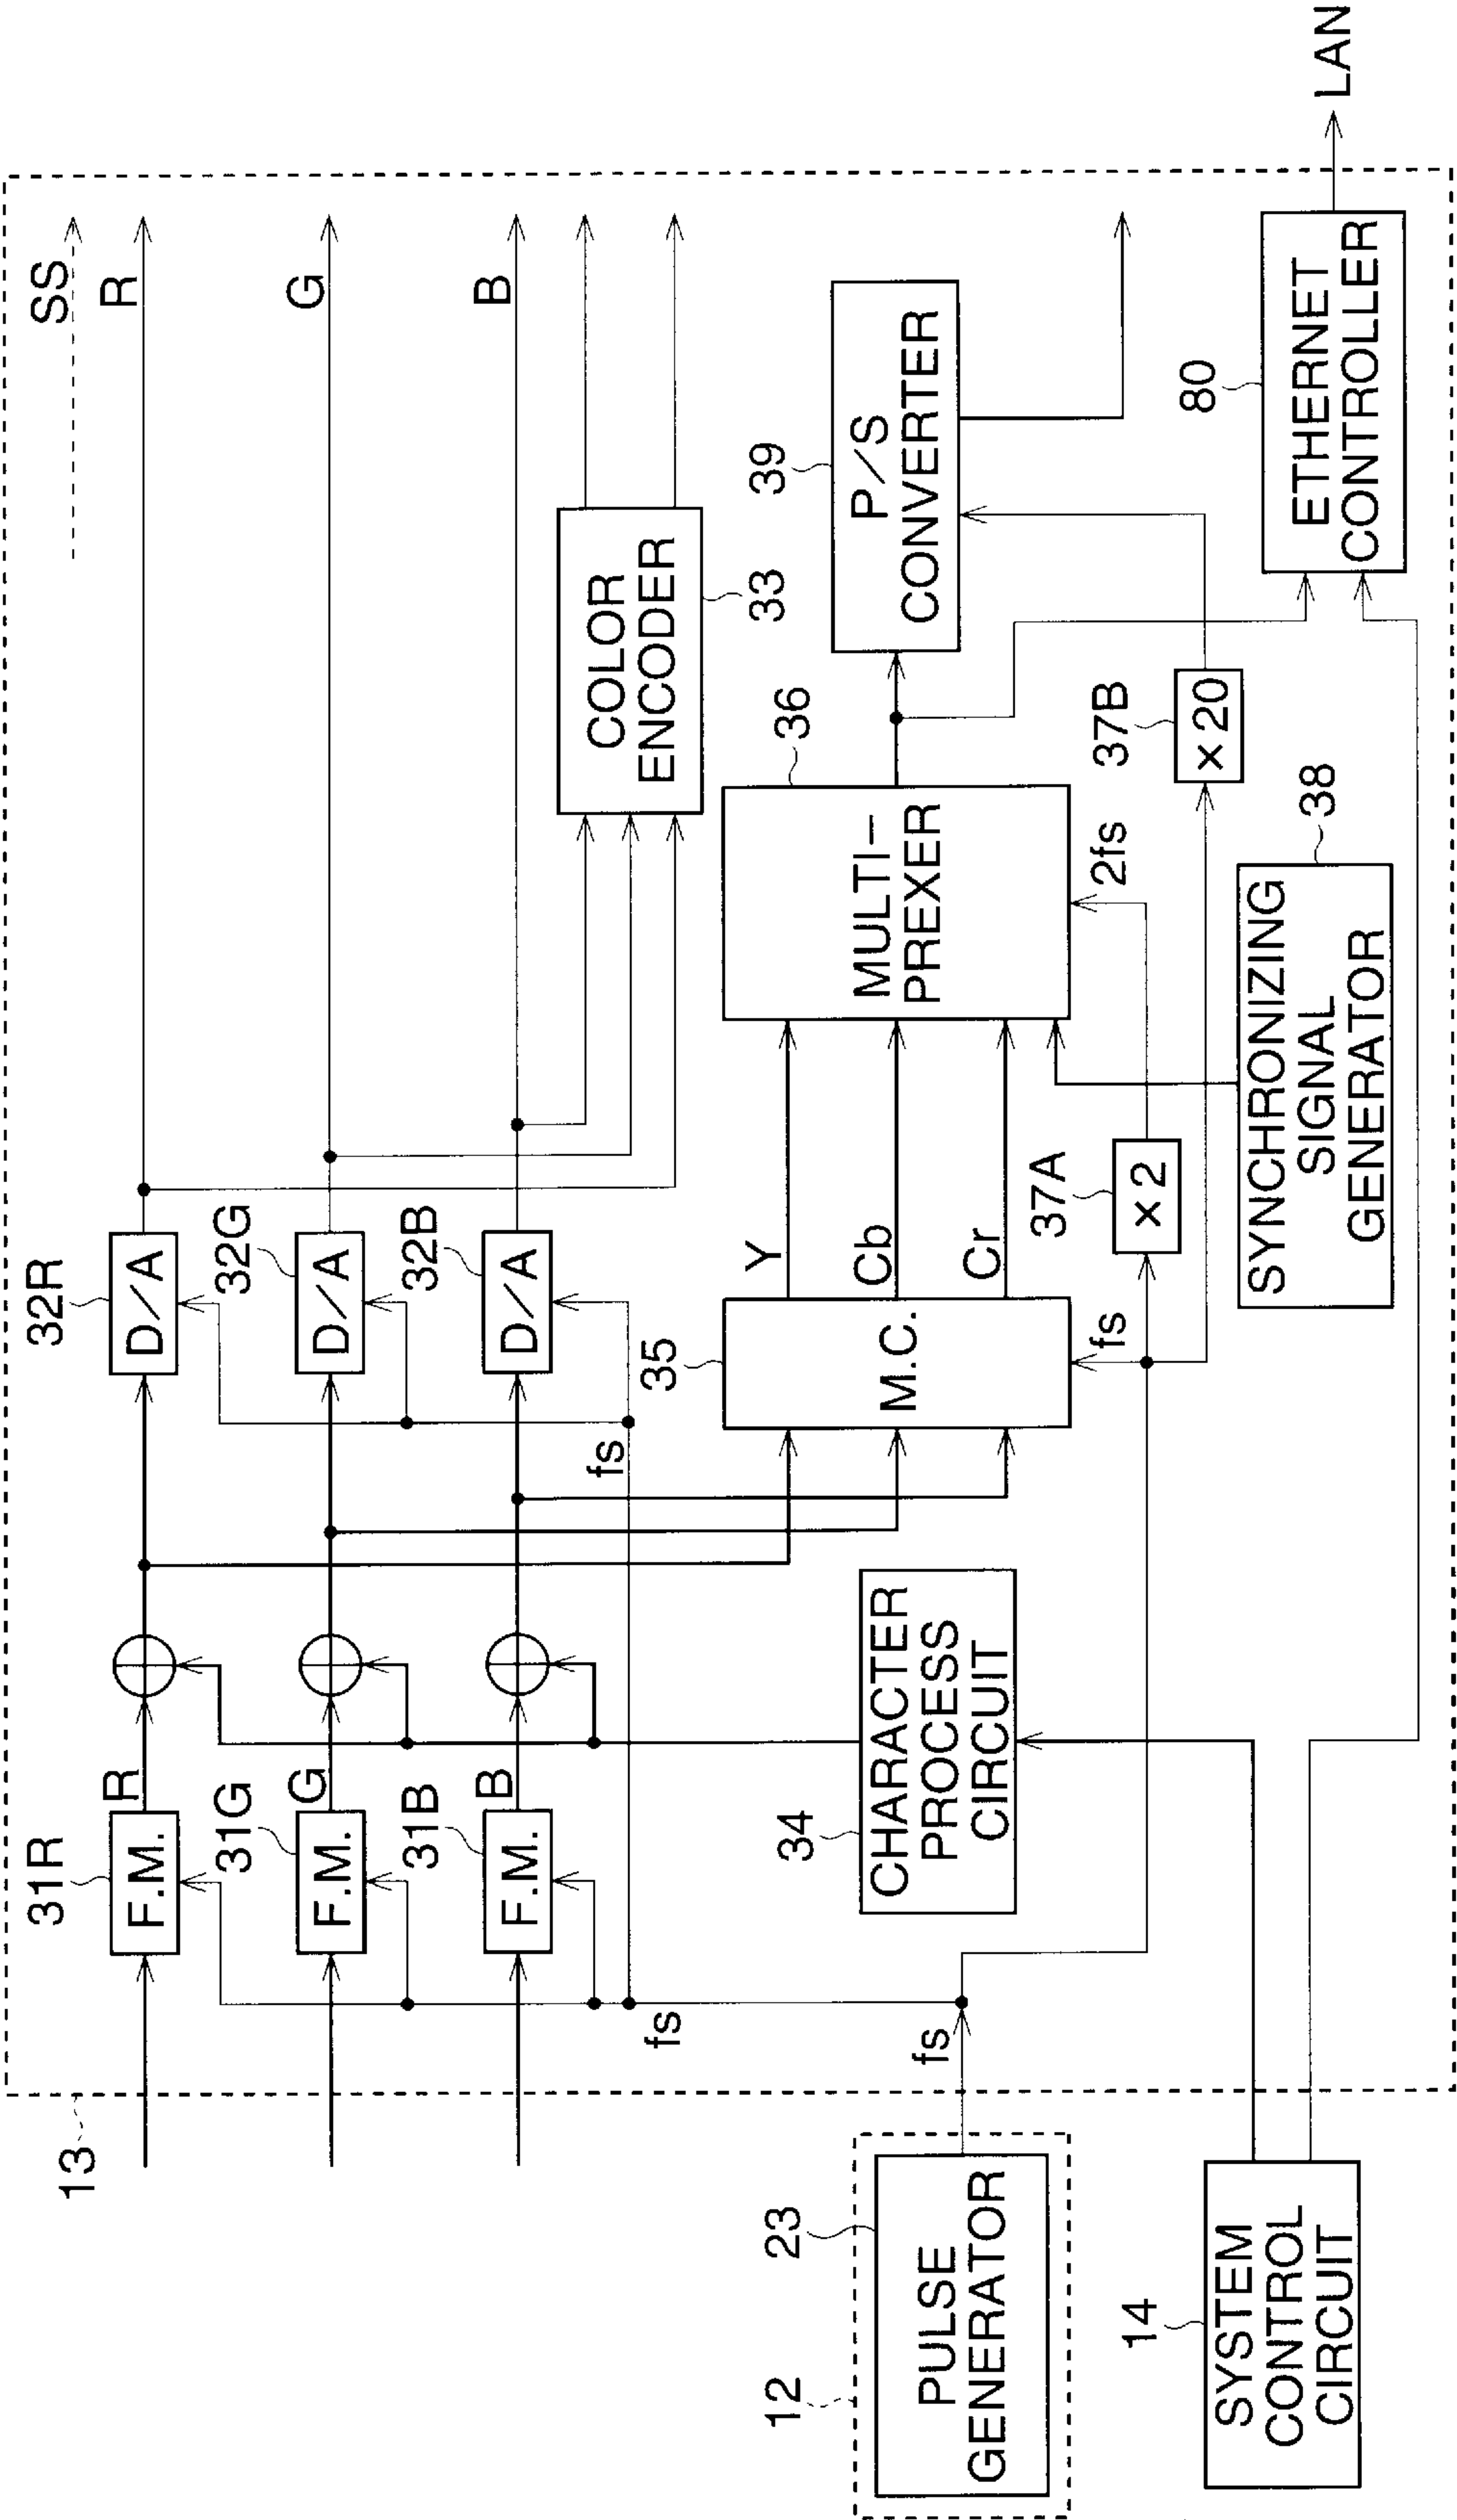 SS
R
G
B
LAN
COLOR
ENCODER
33
39
P/S
CONVERTER
80
ETHERNET
CONTROLLER
36
MULTI-
PREXER
2fs
37B
×20
38
SYNCHRONIZING
SIGNAL
GENERATOR
32R
D/A
32G
D/A
32B
D/A
fs
35
M.C.
Y
Cb
Cr
37A
×2
fs
31R
F.M.
R
31G
F.M.
G
31B
F.M.
B
34
CHARACTER
PROCESS
CIRCUIT
fs
fs
13
12
23
PULSE
GENERATOR
14
SYSTEM
CONTROL
CIRCUIT